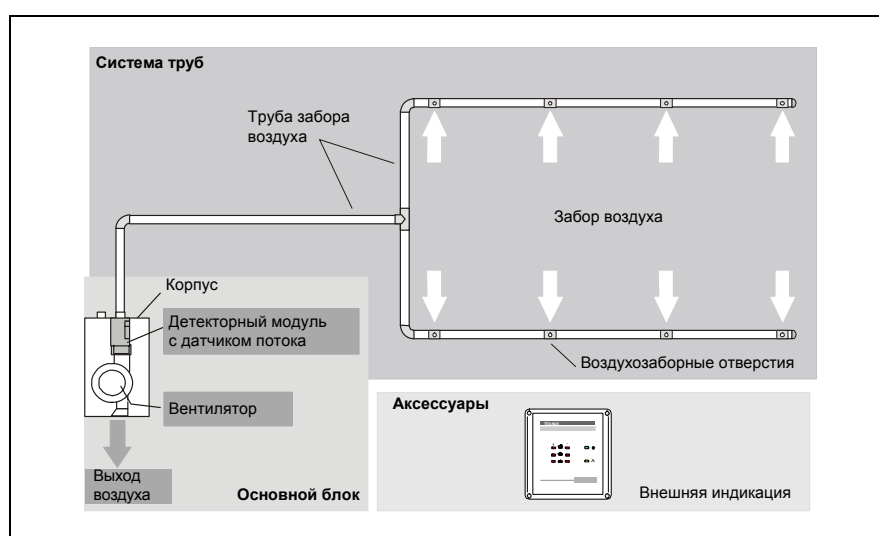 Система труб
Труба забора
воздуха
Забор воздуха
Корпус
Детекторный модуль
с датчиком потока
Воздухозаборные отверстия
Вентилятор
Аксессуары
Выход
воздуха
Основной блок
Внешняя индикация